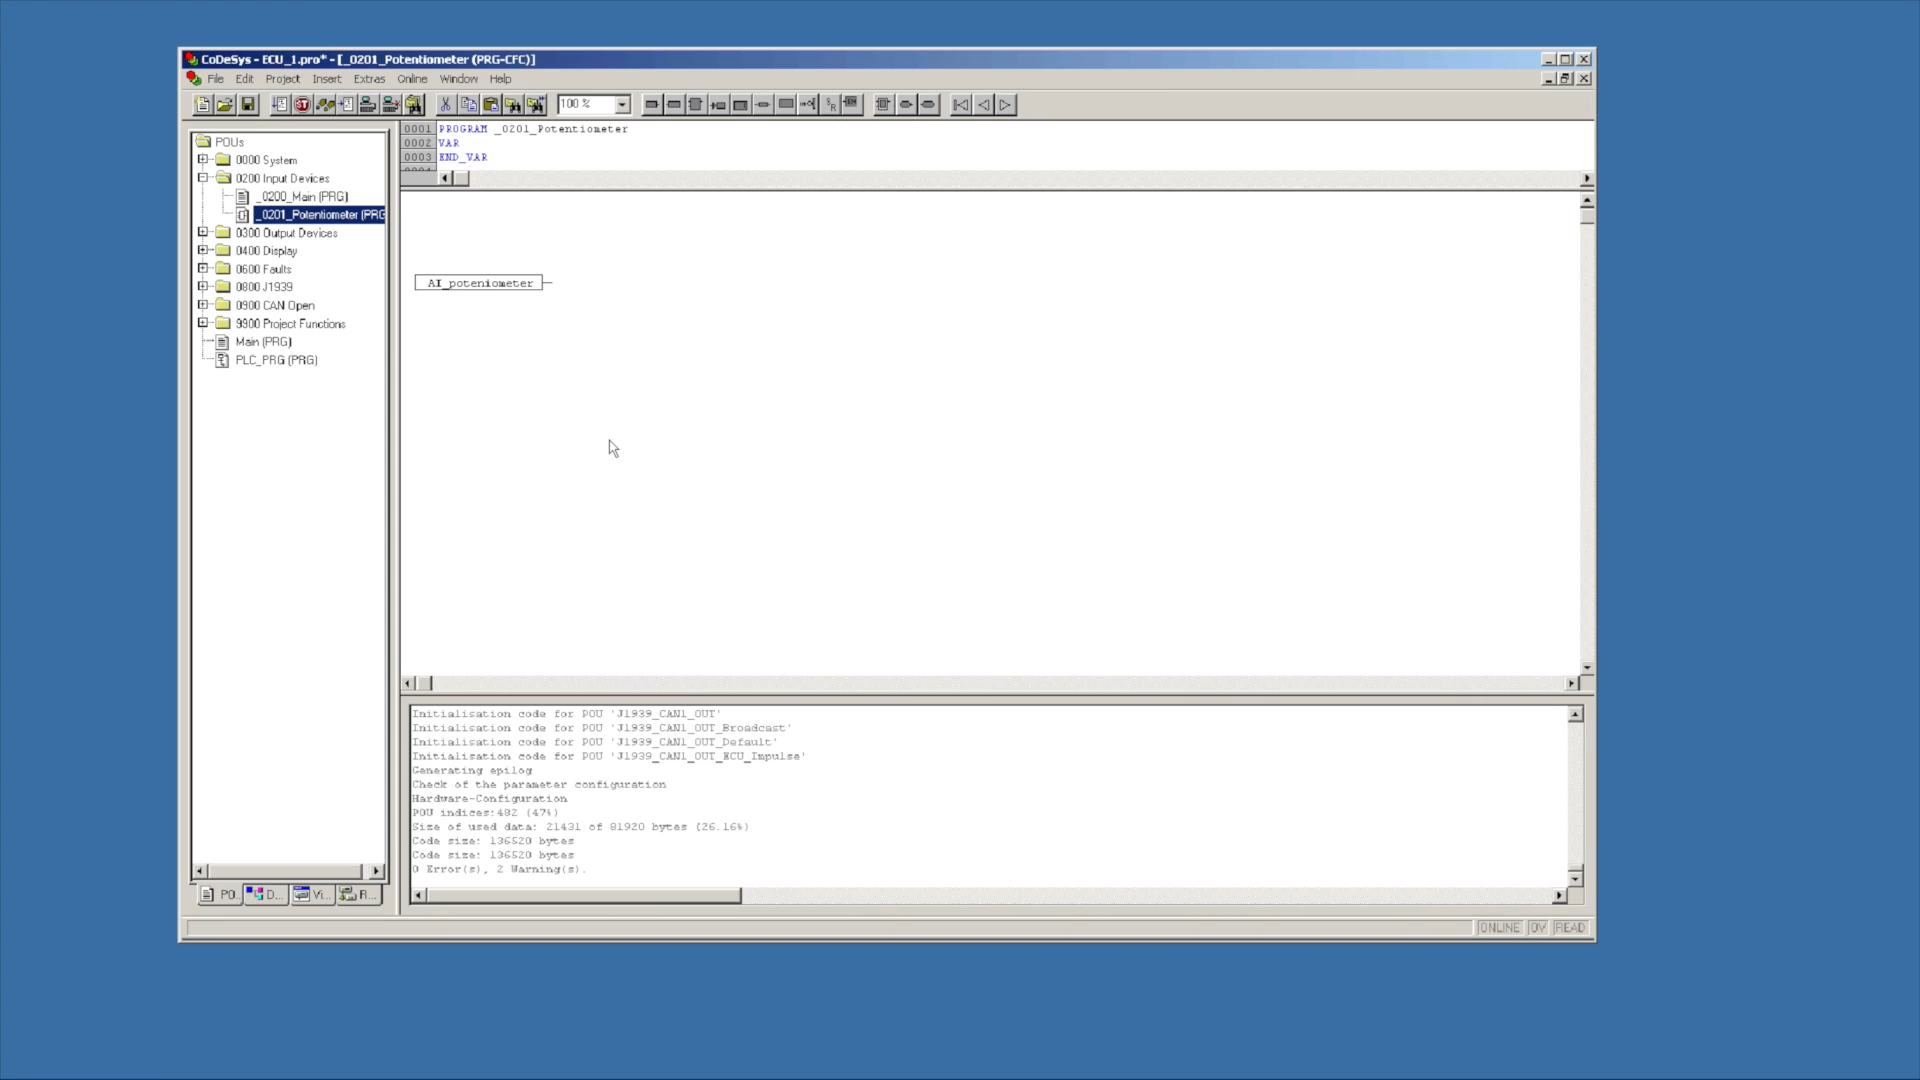 CoDeSys - ECU_1.pro* - [_0201_Potentiometer (PRG-CFC)]
File Edit Project Insert Extras Online Window Help
100 %
POUs
0000 System
0200 Input Devices
_0200_Main (PRG)
_0201_Potentiometer (PRG
0300 Output Devices
0400 Display
0600 Faults
0800 J1939
0900 CAN Open
9900 Project Functions
Main (PRG)
PLC_PRG (PRG)
PO..
D...
Vi...
R...
0001 PROGRAM _0201_Potentiometer
0002 VAR
0003 END_VAR
0004
AI_poteniometer
Initialisation code for POU 'J1939_CAN1_OUT'
Initialisation code for POU 'J1939_CAN1_OUT_Broadcast'
Initialisation code for POU 'J1939_CAN1_OUT_Default'
Initialisation code for POU 'J1939_CAN1_OUT_ECU_Impulse'
Generating epilog
Check of the parameter configuration
Hardware-Configuration
POU indices:482 (47%)
Size of used data: 21431 of 81920 bytes (26.16%)
Code size: 136520 bytes
Code size: 136520 bytes
0 Error(s), 2 Warning(s).
ONLINE OV READ